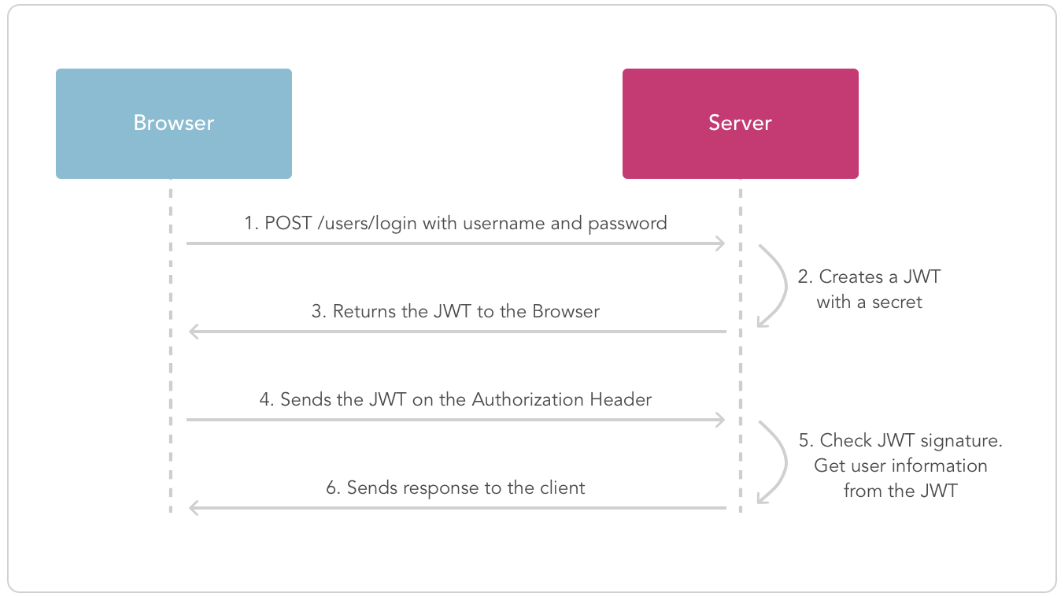 Browser
Server
1. POST /users/login with username and password
2. Creates a JWT
with a secret
3. Returns the JWT to the Browser
4. Sends the JWT on the Authorization Header
5. Check JWT signature.
Get user information
from the JWT
6. Sends response to the client